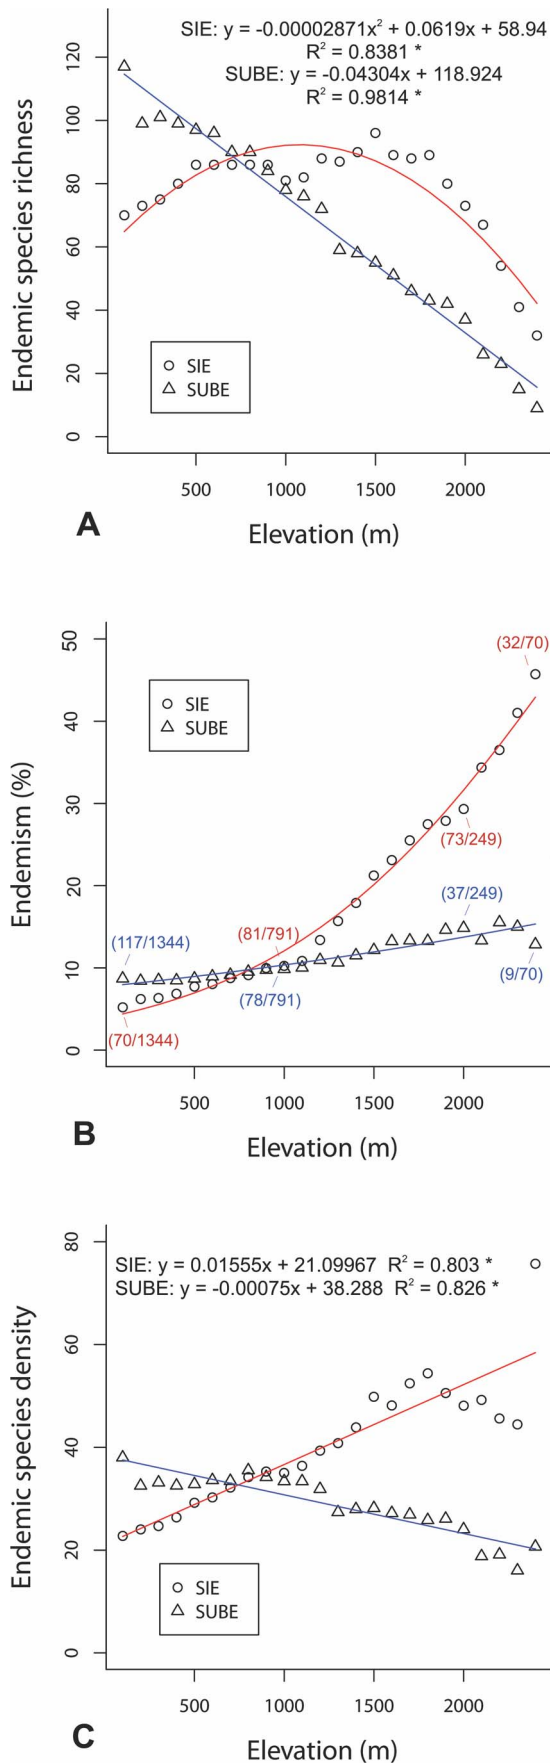 SIE: y = -0.00002871x² + 0.0619x + 58.94
R² = 0.8381 *
SUBE: y = -0.04304x + 118.924
R² = 0.9814 *
Endemic species richness
120
100
80
60
40
20
0
SIE
SUBE
500 1000 1500 2000
A
Elevation (m)
50
40
30
20
10
0
Endemism (%)
SIE
SUBE
(32/70)
(73/249)
(37/249)
(117/1344)
(81/791)
(78/791)
(9/70)
(70/1344)
500 1000 1500 2000
B
Elevation (m)
80
60
40
20
0
Endemic species density
SIE: y = 0.01555x + 21.09967 R² = 0.803 *
SUBE: y = -0.00075x + 38.288 R² = 0.826 *
SIE
SUBE
500 1000 1500 2000
C
Elevation (m)